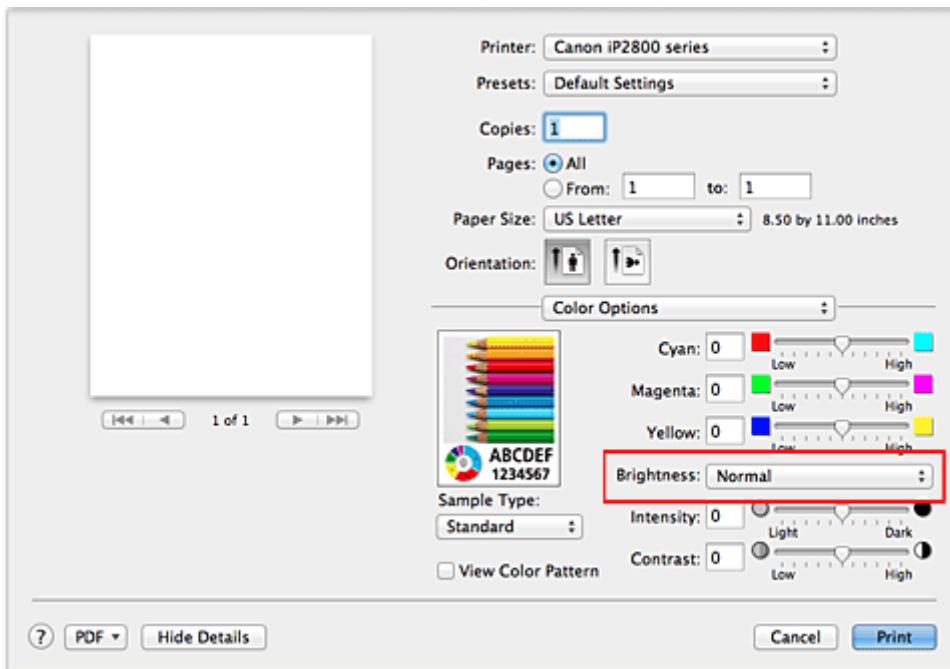 Printer: Canon iP2800 series
Presets: Default Settings
Copies: 1
Pages: All
From: 1 to: 1
Paper Size: US Letter 8.50 by 11.00 inches
Orientation:
Color Options
1 of 1
Cyan: 0
Low High
Magenta: 0
Low High
Yellow: 0
Low High
ABCDEF
1234567
Brightness: Normal
Sample Type:
Standard
Intensity: 0
Light Dark
View Color Pattern
Contrast: 0
Low High
? PDF Hide Details Cancel Print